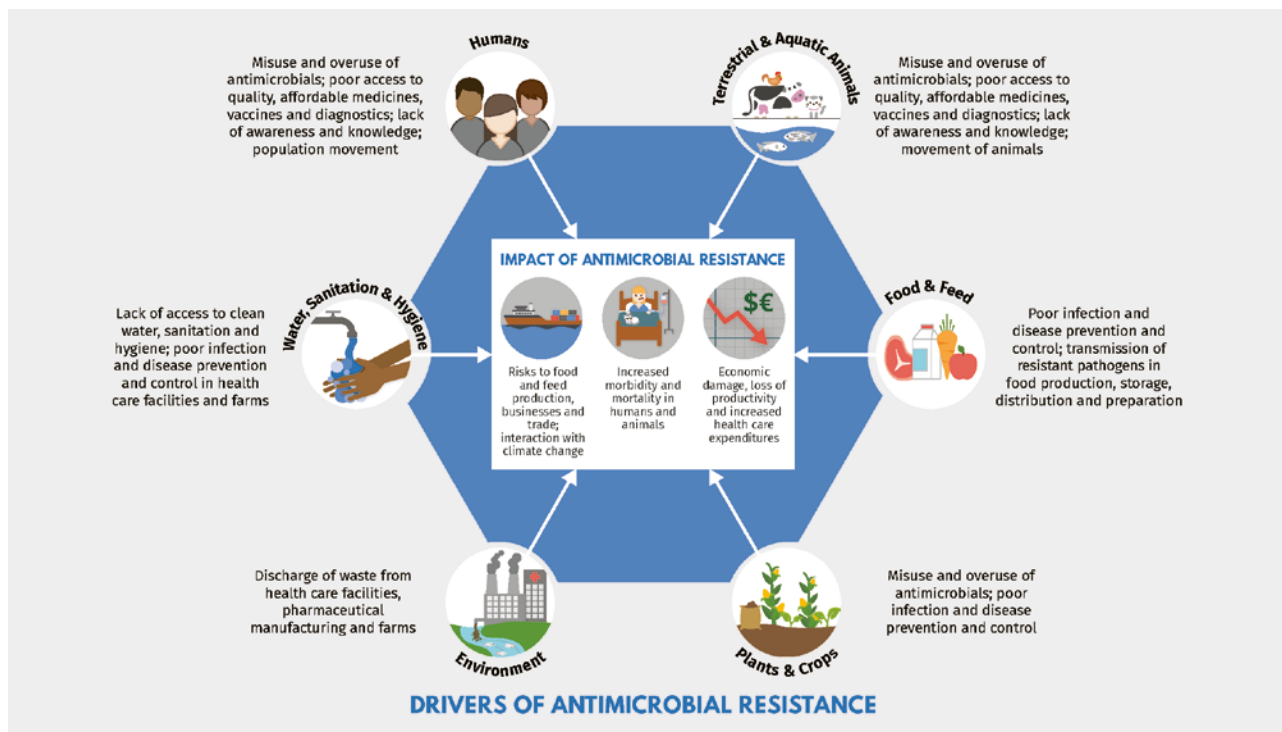 Humans
Misuse and overuse of
antimicrobials; poor access to
quality, affordable medicines,
vaccines and diagnostics; lack
of awareness and knowledge;
population movement
Terrestrial & Aquatic Animals
Misuse and overuse of
antimicrobials; poor access to
quality, affordable medicines,
vaccines and diagnostics; lack
of awareness and knowledge;
movement of animals
Water, Sanitation & Hygiene
Lack of access to clean
water, sanitation and
hygiene; poor infection
and disease prevention
and control in health
care facilities and farms
IMPACT OF ANTIMICROBIAL RESISTANCE
$€
Risks to food
and feed
production,
businesses and
trade;
interaction with
climate change
Increased
morbidity and
mortality in
humans and
animals
Economic
damage, loss of
productivity
and increased
health care
expenditures
Food & Feed
Poor infection and
disease prevention and
control; transmission of
resistant pathogens in
food production, storage,
distribution and preparation
Discharge of waste from
health care facilities,
pharmaceutical
manufacturing and farms
Environment
Plants & Crops
Misuse and overuse of
antimicrobials; poor
infection and disease
prevention and control
DRIVERS OF ANTIMICROBIAL RESISTANCE